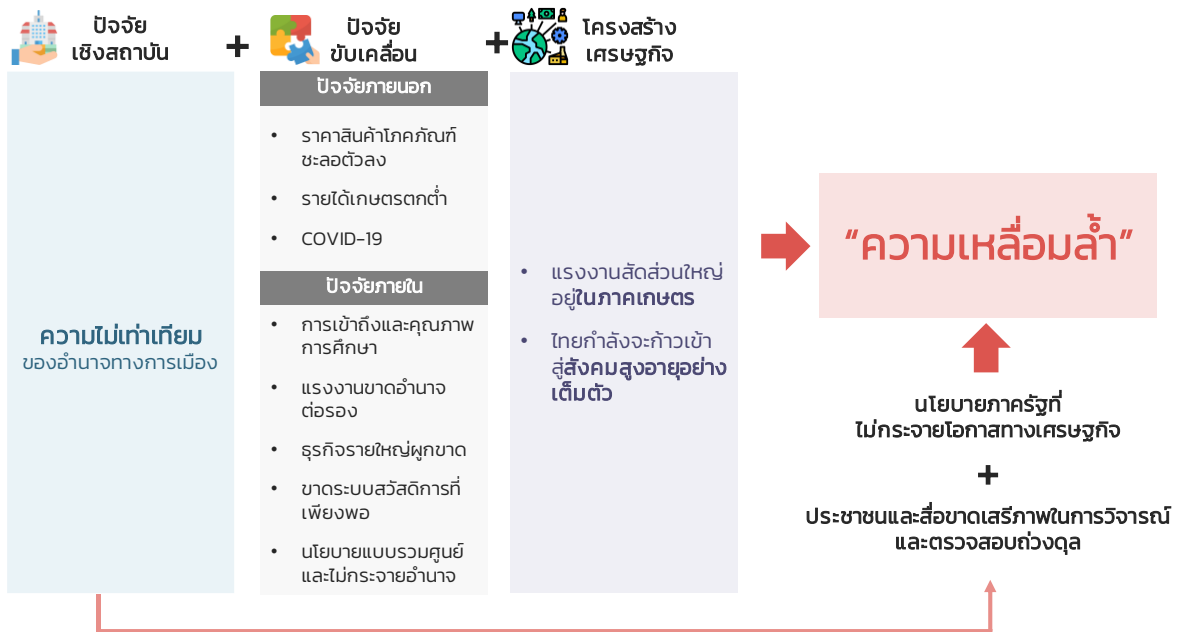 ปัจจัย
เชิงสถาบัน
+
ปัจจัย
ขับเคลื่อน
+
โครงสร้าง
เศรษฐกิจ
ความไม่เท่าเทียม
ของอำนาจทางการเมือง
ปัจจัยภายนอก
• ราคาสินค้าโภคภัณฑ์
ชะลอตัวลง
• รายได้เกษตรตกต่ำ
• COVID-19
ปัจจัยภายใน
• การเข้าถึงและคุณภาพ
การศึกษา
• แรงงานขาดอำนาจ
ต่อรอง
• ธุรกิจรายใหญ่ผูกขาด
• ขาดระบบสวัสดิการที่
เพียงพอ
• นโยบายแบบรวมศูนย์
และไม่กระจายอำนาจ
• แรงงานสัดส่วนใหญ่
อยู่ในภาคเกษตร
• ไทยกำลังจะก้าวเข้า
สู่สังคมสูงอายุอย่าง
เต็มตัว
“ความเหลื่อมล้ำ”
นโยบายภาครัฐที่
ไม่กระจายโอกาสทางเศรษฐกิจ
+
ประชาชนและสื่อขาดเสรีภาพในการวิจารณ์
และตรวจสอบถ่วงดุล